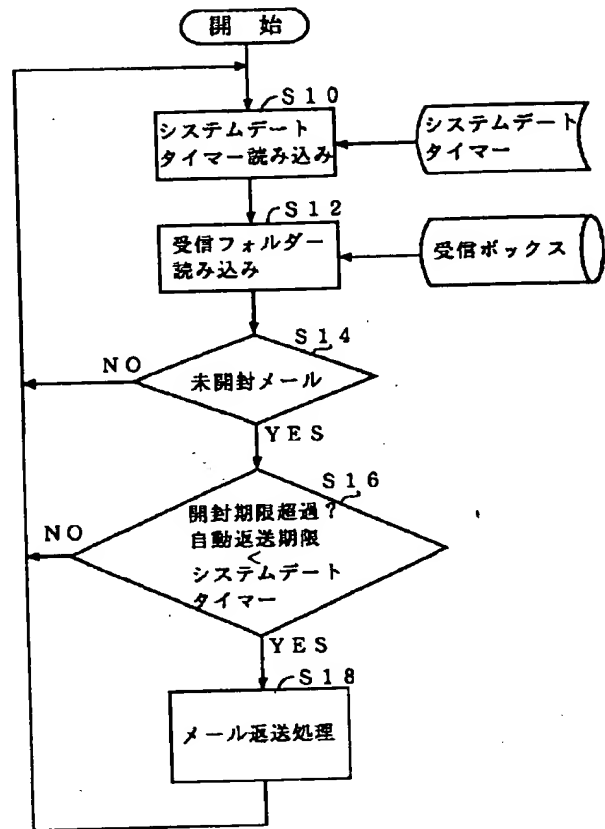 開 始
S10
システムデート
タイマー読み込み
システムデート
タイマー
S12
受信フォルダー
読み込み
受信ボックス
S14
NO
未開封メール
YES
S16
NO
開封期限超過?
自動返送期限
<
システムデート
タイマー
YES
S18
メール返送処理